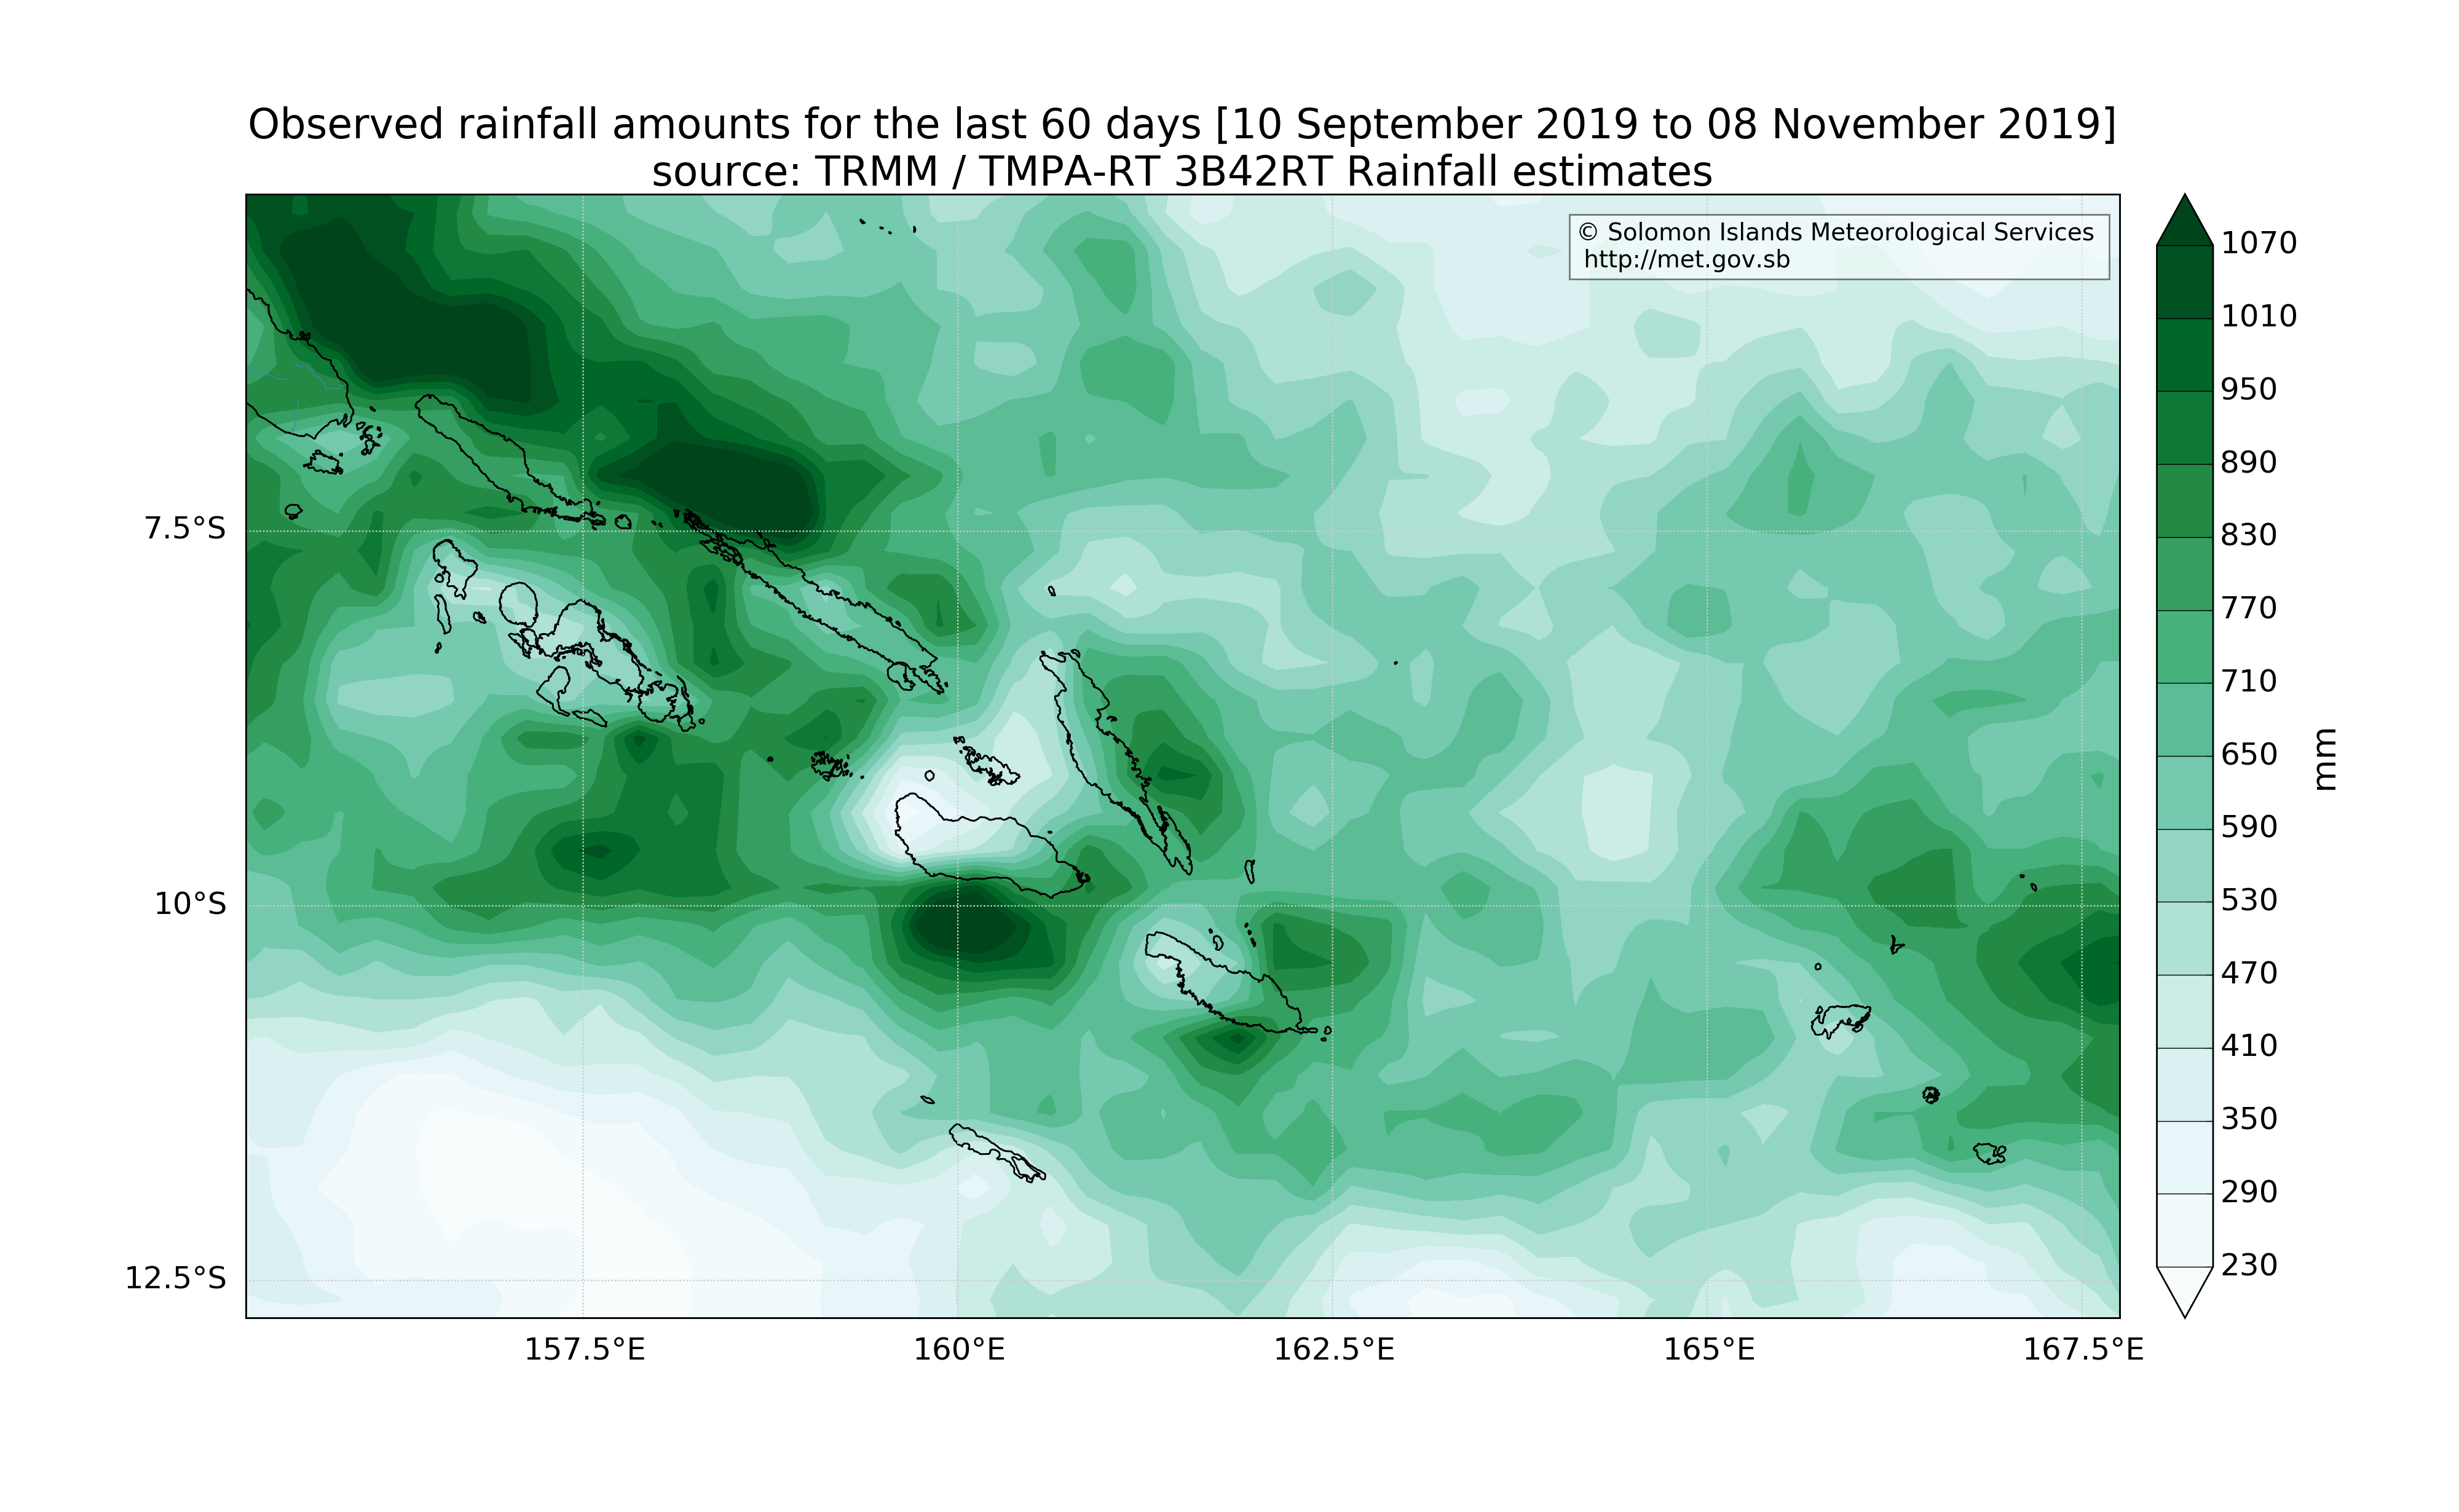 Observed rainfall amounts for the last 60 days [10 September 2019 to 08 November 2019]
source: TRMM / TMPA-RT 3B42RT Rainfall estimates
© Solomon Islands Meteorological Services
http://met.gov.sb
7.5°S
10°S
12.5°S
157.5°E
160°E
162.5°E
165°E
167.5°E
1070
1010
950
890
830
770
710
650
590
530
470
410
350
290
230
mm